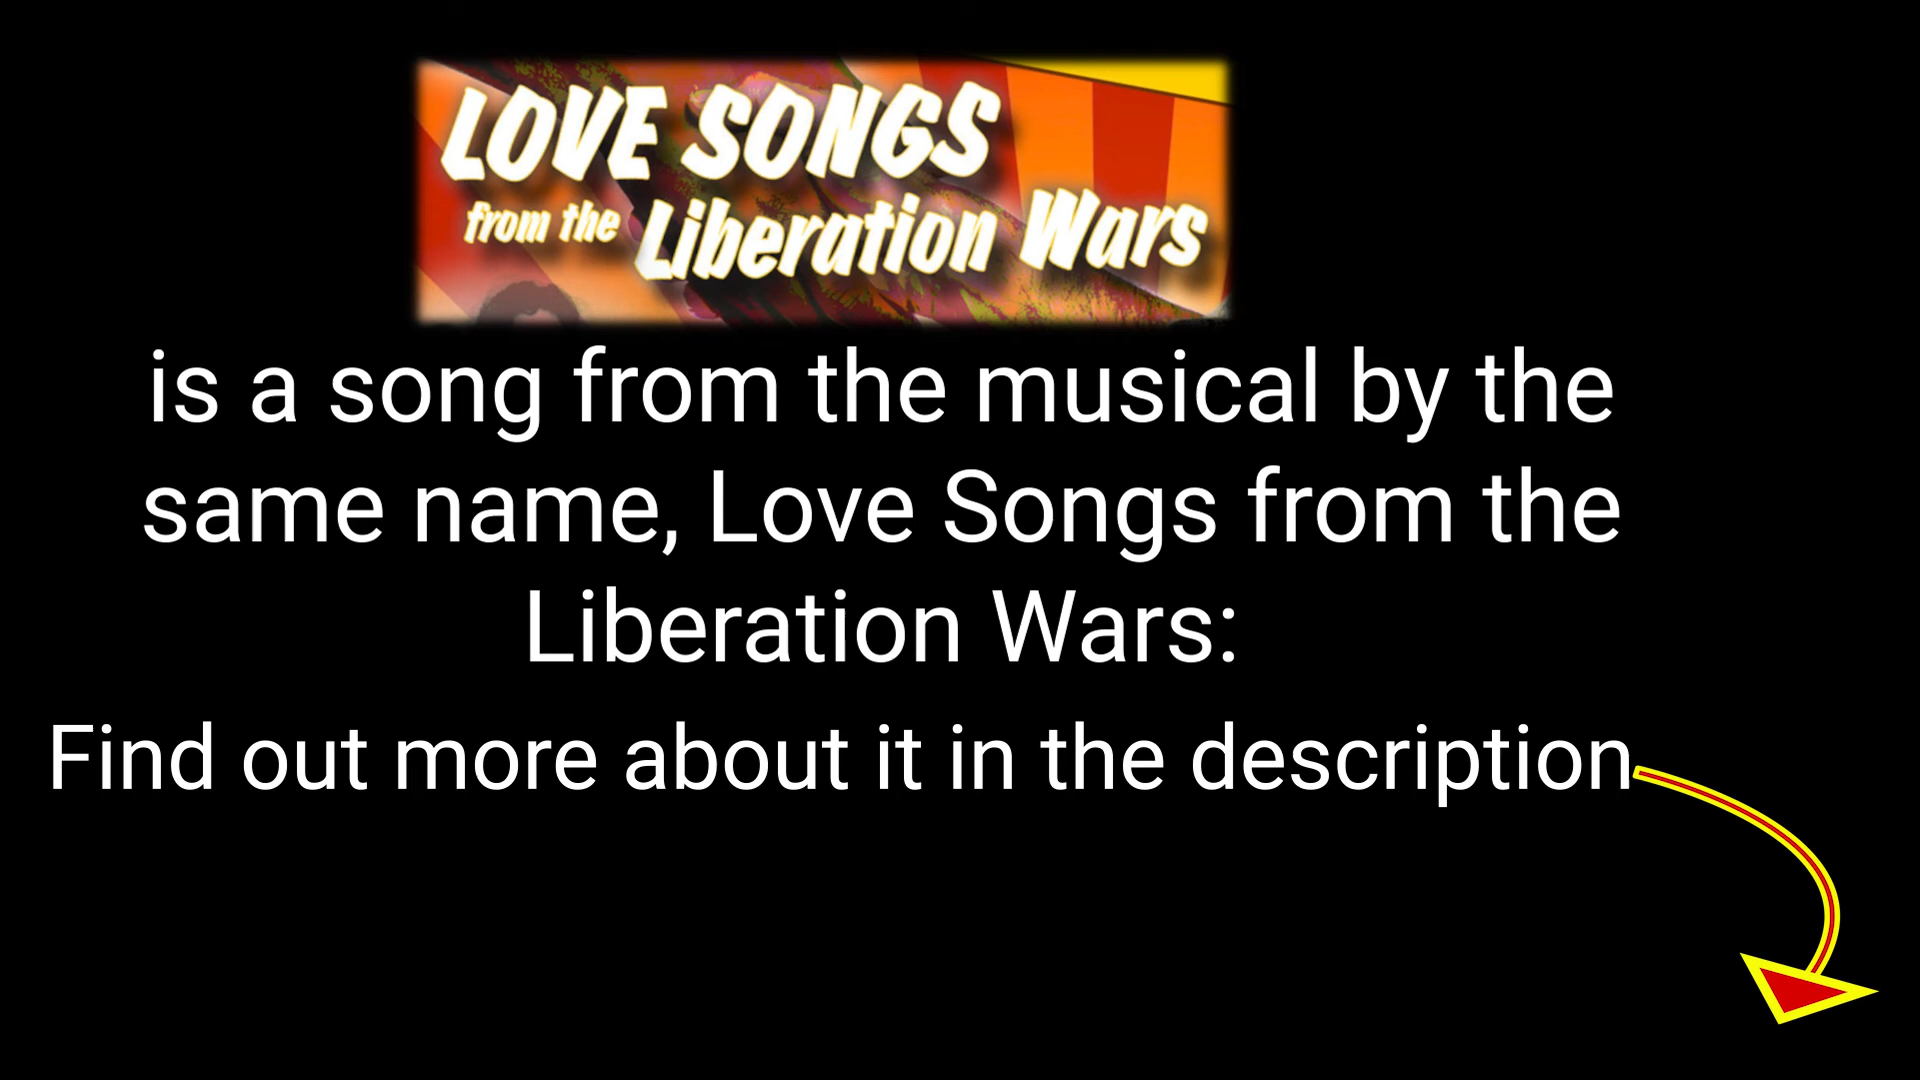 LOVE SONGS
from the Liberation Wars
is a song from the musical by the
same name, Love Songs from the
Liberation Wars:
Find out more about it in the description